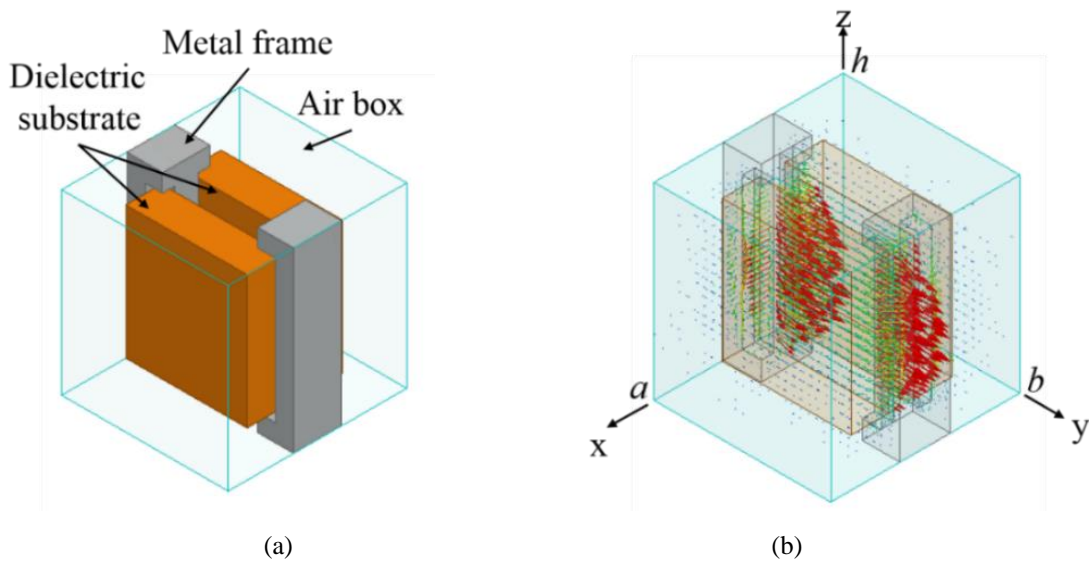 Metal frame
Dielectric
substrate
Air box
(a)
z
h
a
x
b
y
(b)